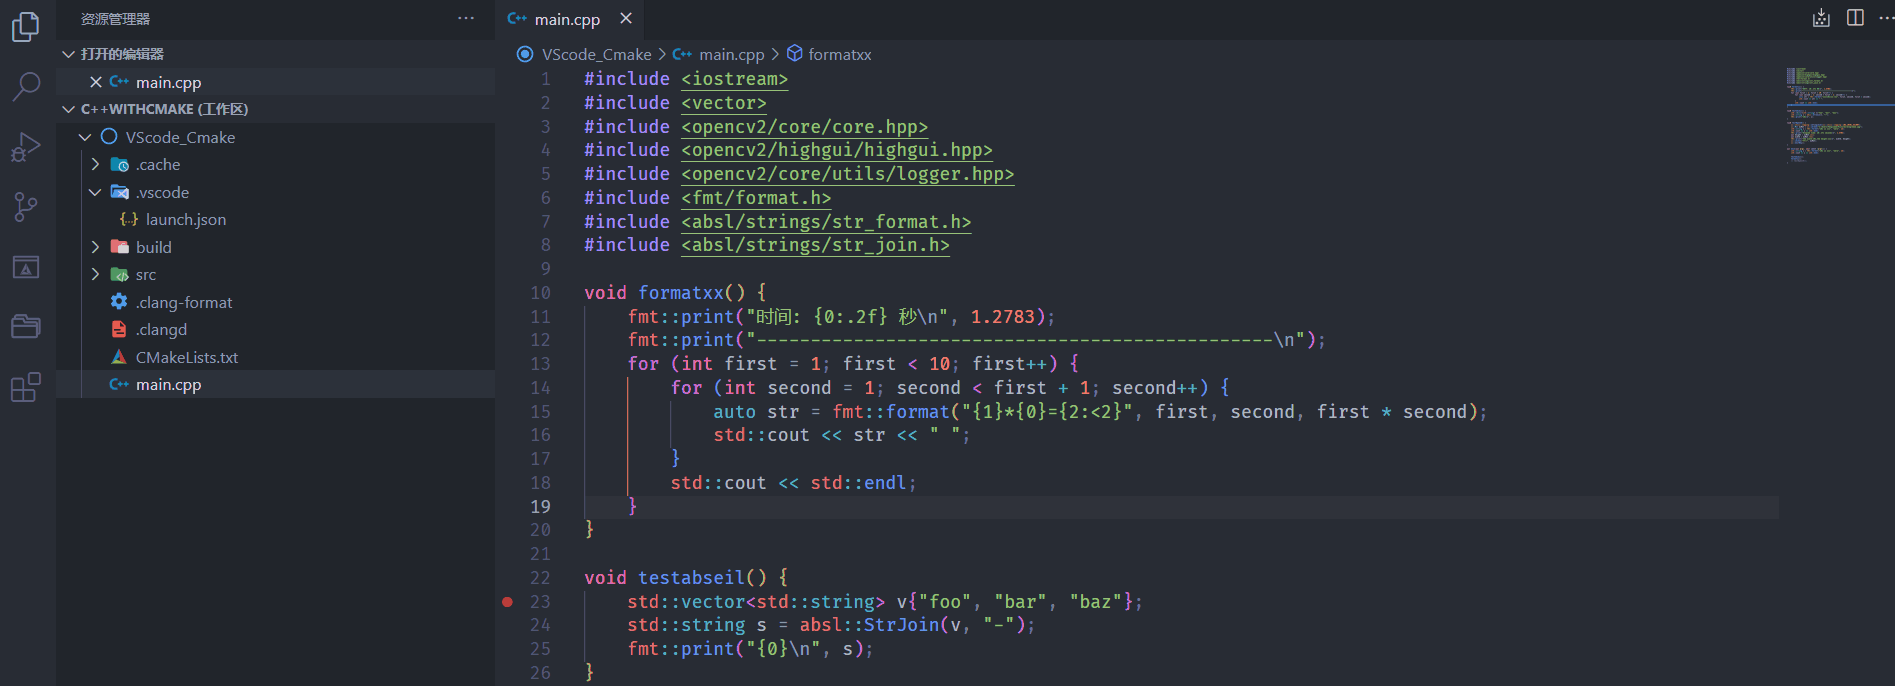 资源管理器
打开的编辑器
main.cpp
C++WITHCMAKE (工作区)
VScode_Cmake
.cache
.vscode
launch.json
build
src
.clang-format
.clangd
CMakeLists.txt
main.cpp
main.cpp
VScode_Cmake > main.cpp > formatxx
1 #include <iostream>
2 #include <vector>
3 #include <opencv2/core/core.hpp>
4 #include <opencv2/highgui/highgui.hpp>
5 #include <opencv2/core/utils/logger.hpp>
6 #include <fmt/format.h>
7 #include <absl/strings/str_format.h>
8 #include <absl/strings/str_join.h>
9
10 void formatxx() {
11     fmt::print("时间: {0:.2f} 秒\n", 1.2783);
12     fmt::print("------------------------------------------------\n");
13     for (int first = 1; first < 10; first++) {
14         for (int second = 1; second < first + 1; second++) {
15             auto str = fmt::format("{1}*{0}={2:<2}", first, second, first * second);
16             std::cout << str << " ";
17         }
18         std::cout << std::endl;
19     }
20 }
21
22 void testabseil() {
23     std::vector<std::string> v{"foo", "bar", "baz"};
24     std::string s = absl::StrJoin(v, "-");
25     fmt::print("{0}\n", s);
26 }